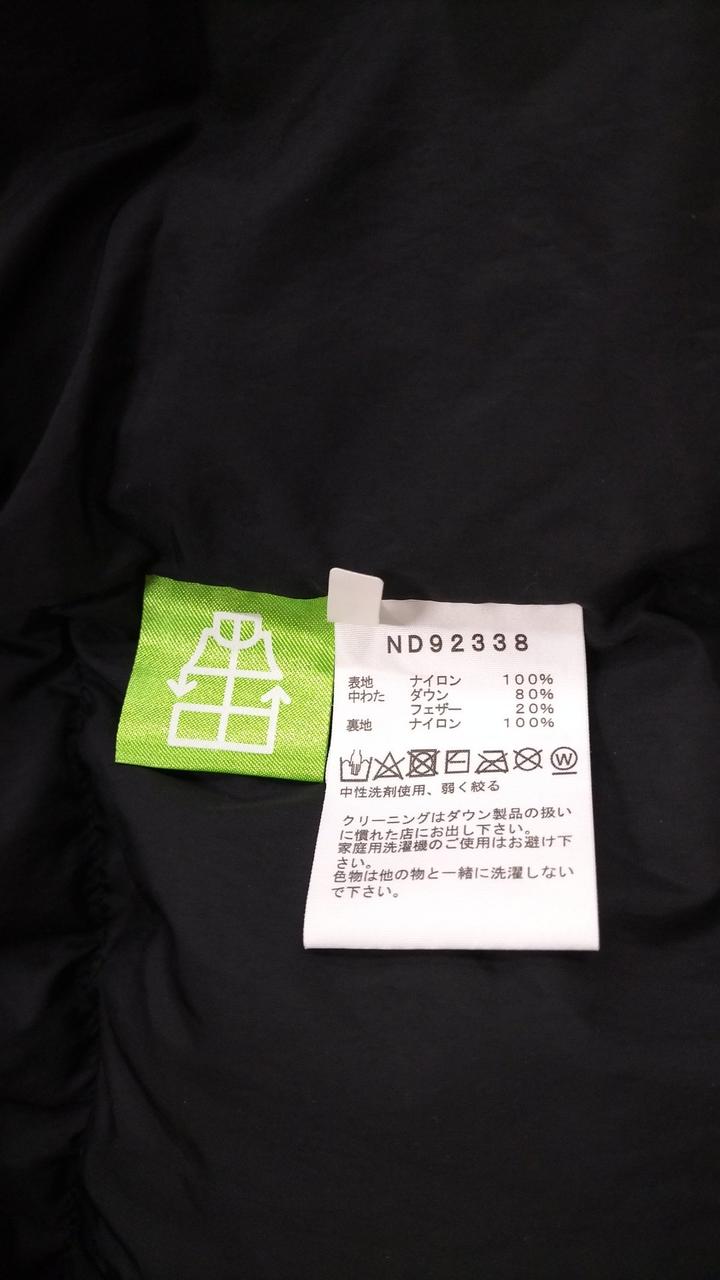 ND92338
表地 ナイロン 100%
中わた ダウン 80%
フェザー 20%
裏地 ナイロン 100%
W
中性洗剤使用、弱く絞る
クリーニングはダウン製品の扱い
に慣れた店にお出し下さい。
家庭用洗濯機のご使用はお避け下
さい。
色物は他の物と一緒に洗濯しない
で下さい。